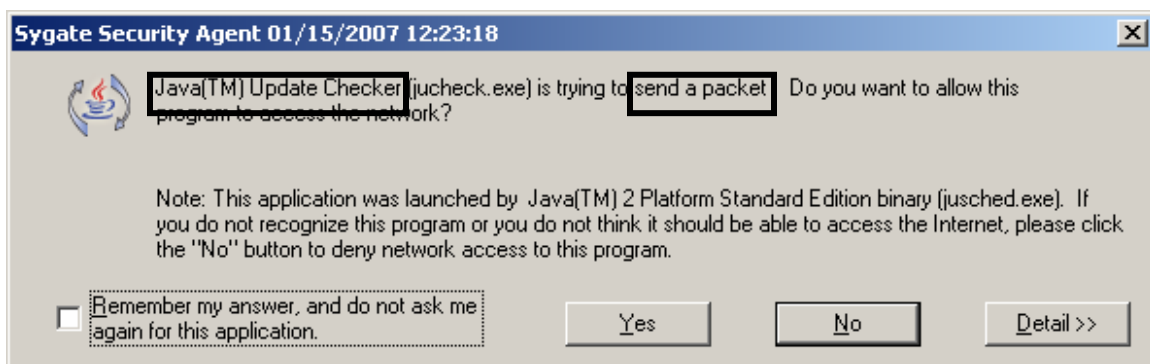 Sygate Security Agent 01/15/2007 12:23:18
Java(TM) Update Checker (jucheck.exe) is trying to send a packet Do you want to allow this
program to access the network?
Note: This application was launched by Java(TM) 2 Platform Standard Edition binary (jusched.exe). If
you do not recognize this program or you do not think it should be able to access the Internet, please click
the "No" button to deny network access to this program.
Remember my answer, and do not ask me
again for this application.
Yes No Detail >>